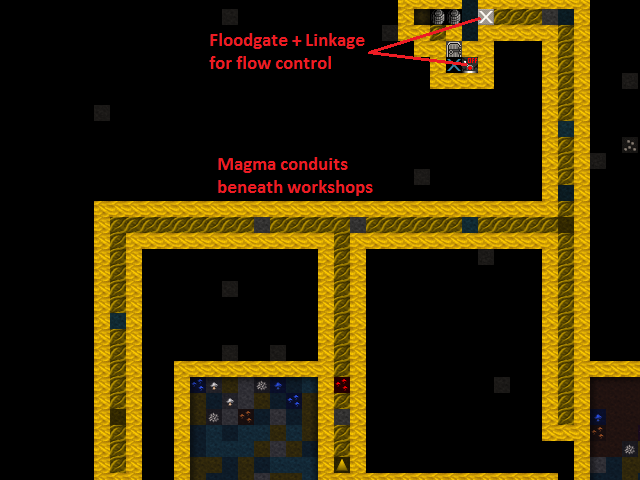 Floodgate + Linkage
for flow control
Magma conduits
beneath workshops